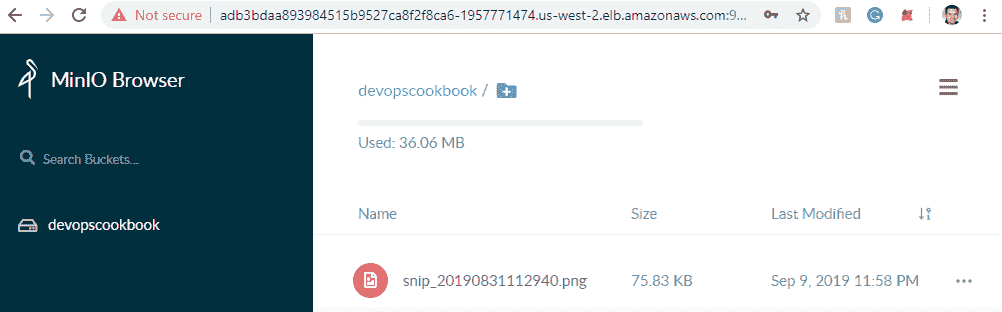 Not secure adb3bdaa893984515b9527ca8f2f8ca6-1957771474.us-west-2.elb.amazonaws.com:9...
MinIO Browser
devopscookbook /
Used: 36.06 MB
Search Buckets...
devopscookbook
Name Size Last Modified
snip_20190831112940.png 75.83 KB Sep 9, 2019 11:58 PM